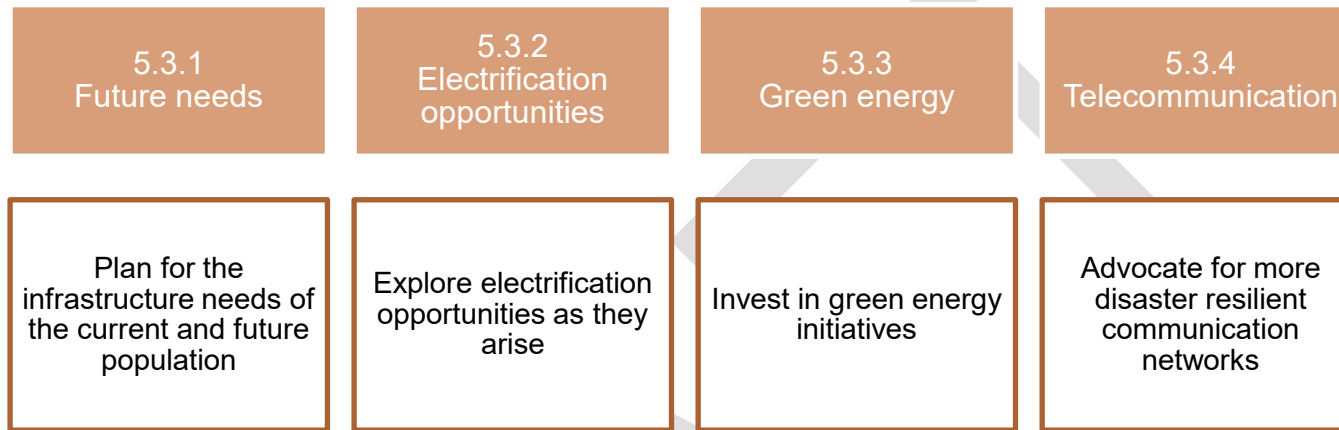 5.3.1
Future needs
5.3.2
Electrification
opportunities
5.3.3
Green energy
5.3.4
Telecommunication
Plan for the
infrastructure needs of
the current and future
population
Explore electrification
opportunities as they
arise
Invest in green energy
initiatives
Advocate for more
disaster resilient
communication
networks